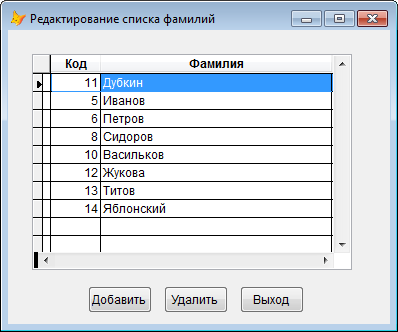 Редактирование списка фамилий
Код Фамилия
11 Дубкин
5 Иванов
6 Петров
8 Сидоров
10 Васильков
12 Жукова
13 Титов
14 Яблонский
Добавить Удалить Выход